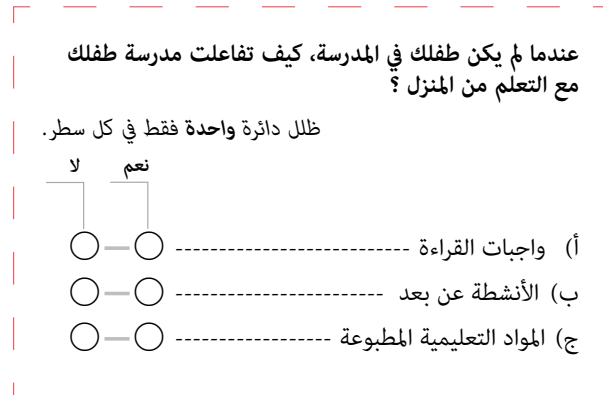 عندما لم يكن طفلك في المدرسة، كيف تفاعلت مدرسة طفلك
مع التعلم من المنزل ؟
ظلل دائرة واحدة فقط في كل سطر.
نعم لا
أ) واجبات القراءة ---------------------------
ب) الأنشطة عن بعد ------------------------
ج) المواد التعليمية المطبوعة ------------------